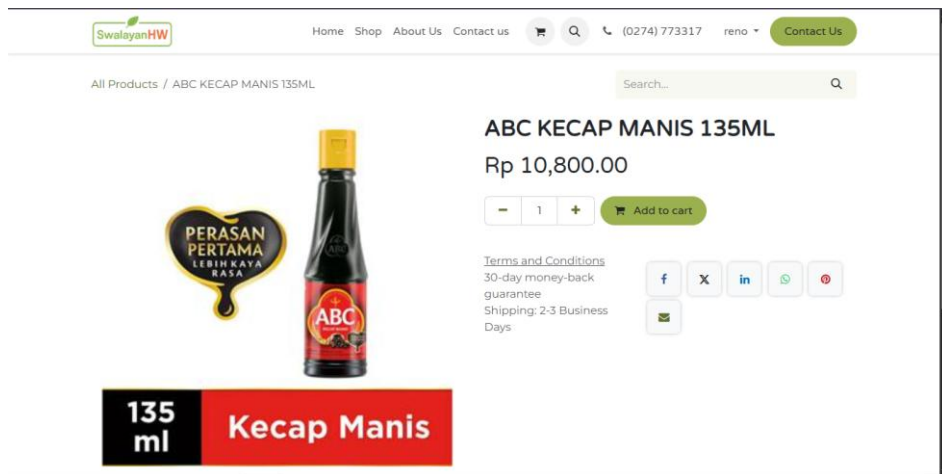 SwalayanHW
Home Shop About Us Contact us (0274) 773317 reno Contact Us
All Products / ABC KECAP MANIS 135ML
Search...
ABC KECAP MANIS 135ML
Rp 10,800.00
1
Add to cart
Terms and Conditions
30-day money-back
guarantee
Shipping: 2-3 Business
Days
PERASAN
PERTAMA
LEBIH KAYA
RASA
ABC
ABC
135
ml
Kecap Manis